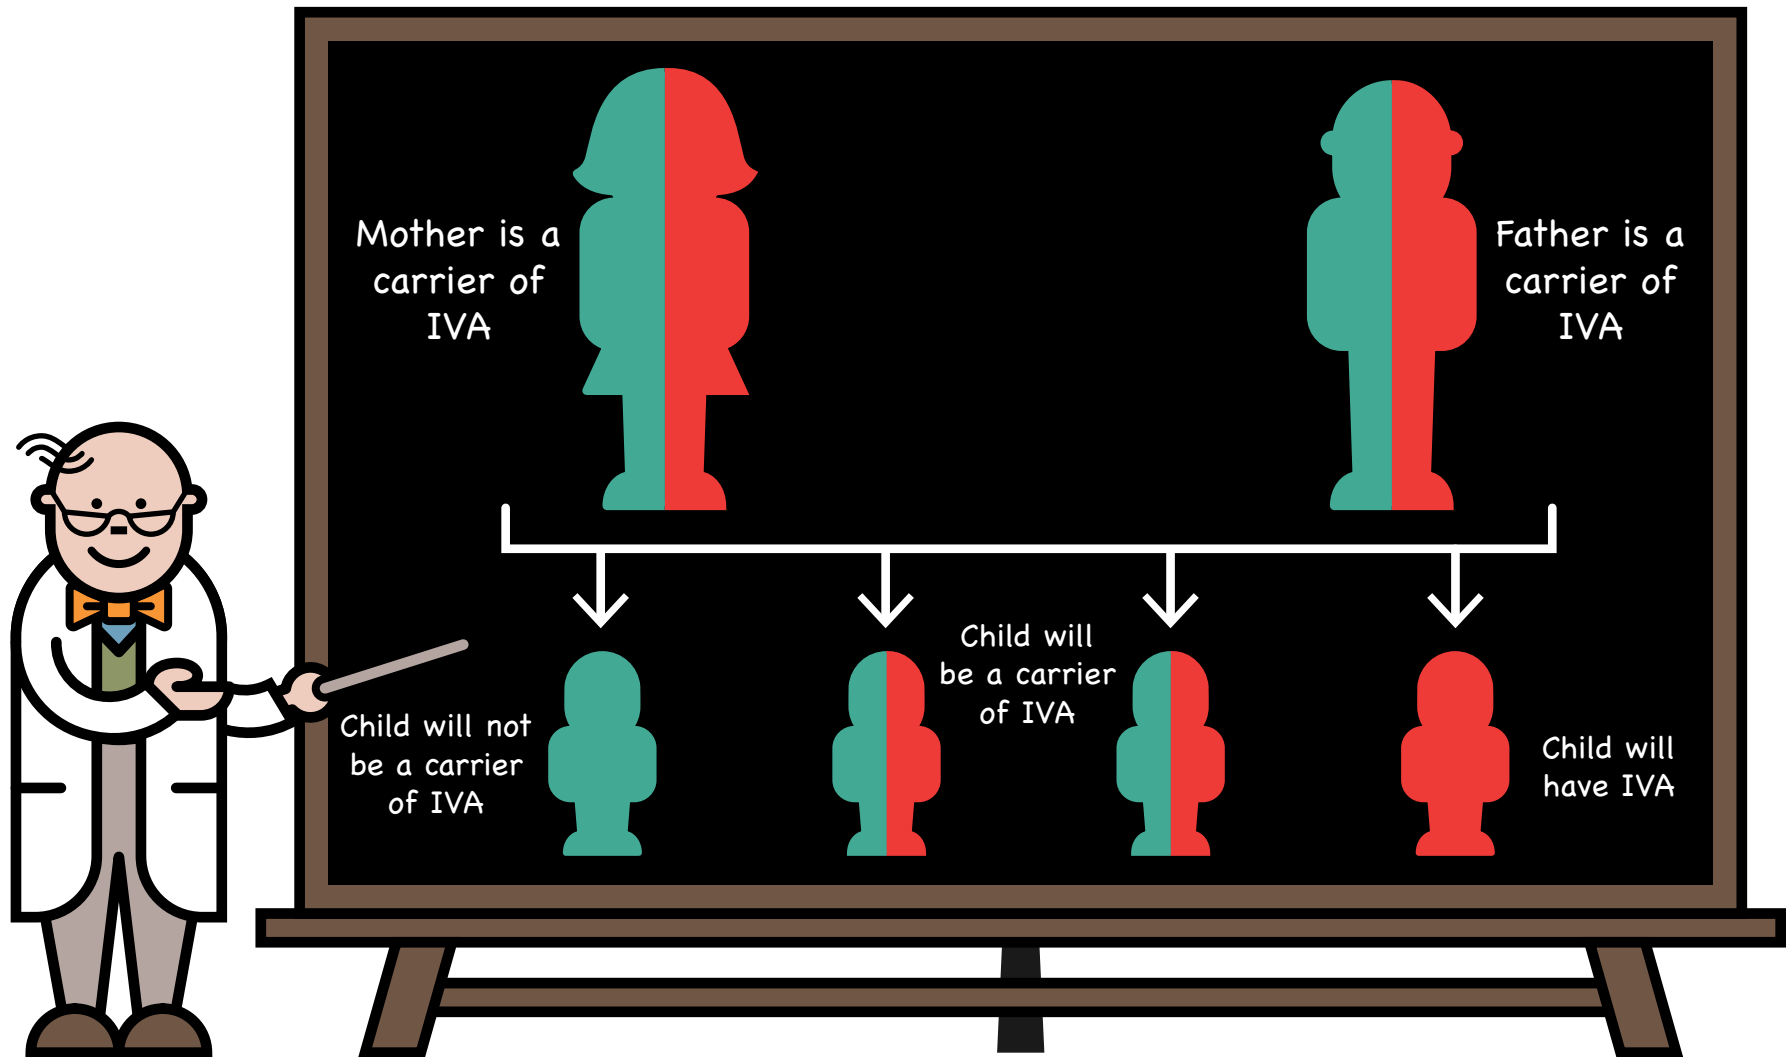 Mother is a
carrier of
IVA
Father is a
carrier of
IVA
Child will not
be a carrier
of IVA
Child will
be a carrier
of IVA
Child will
have IVA